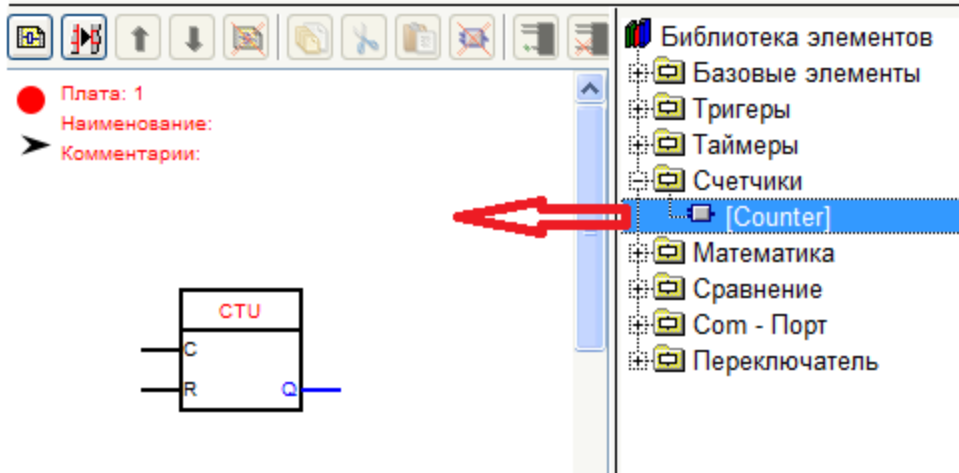 Плата: 1
Наименование:
Комментарии:
CTU
C
R Q
Библиотека элементов
Базовые элементы
Тригеры
Таймеры
Счетчики
[Counter]
Математика
Сравнение
Com - Порт
Переключатель